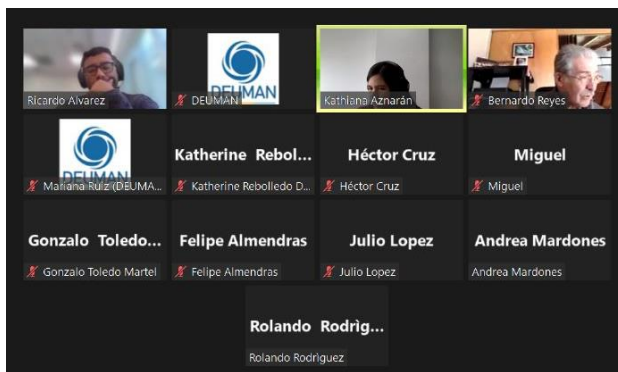 Ricardo Alvarez
DEUMAN
DEUMAN
Kathiana Aznarán
Bernardo Reyes
DEUMAN
Mariana Ruiz (DEUMA...
Katherine Rebol...
Katherine Rebolledo D...
Héctor Cruz
Héctor Cruz
Miguel
Miguel
Gonzalo Toledo...
Gonzalo Toledo Martel
Felipe Almendras
Felipe Almendras
Julio Lopez
Julio Lopez
Andrea Mardones
Andrea Mardones
Rolando Rodrìg...
Rolando Rodrìguez